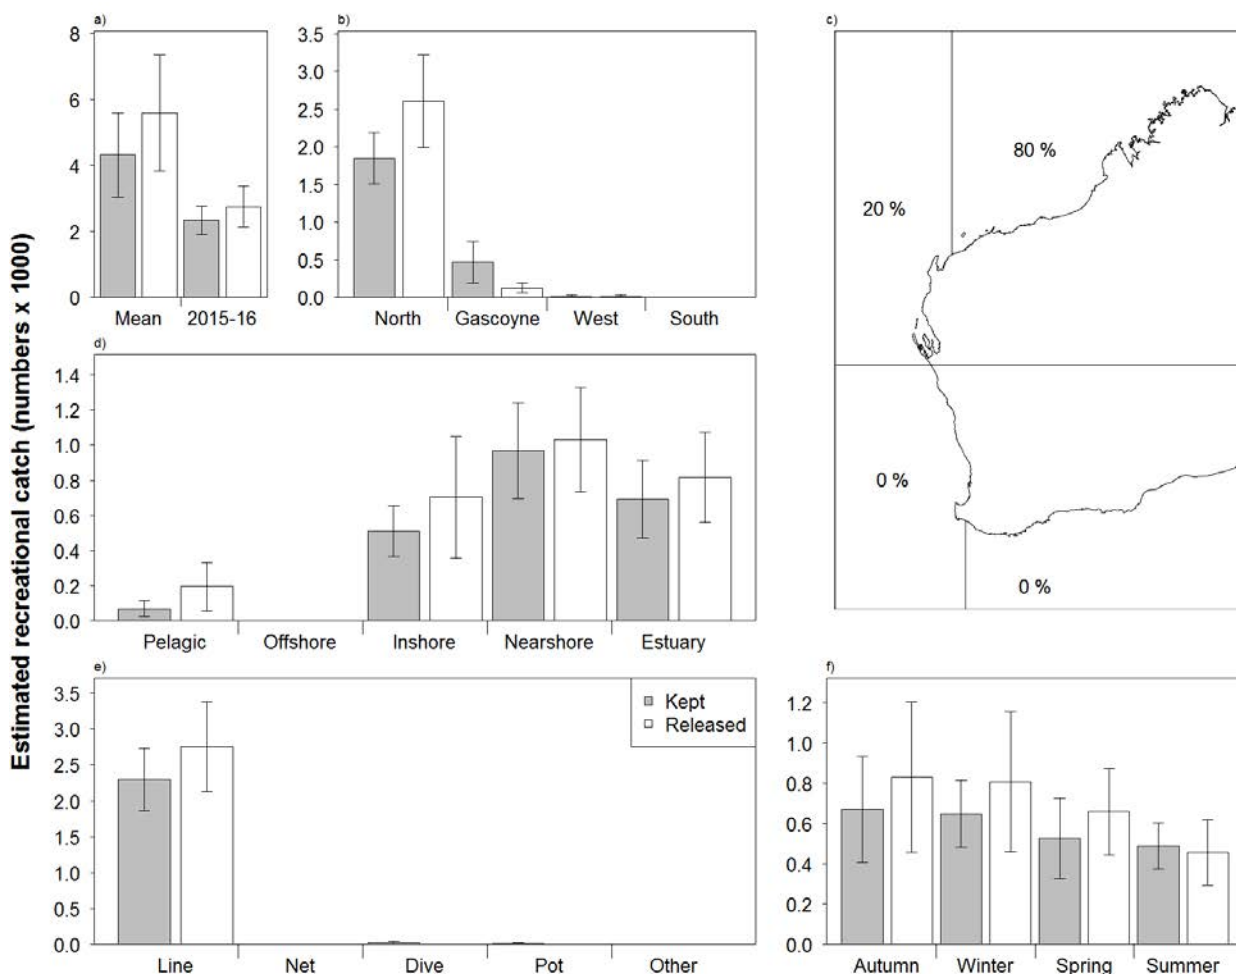 Estimated recreational catch (numbers x 1000)
a)
8
6
4
2
0
Mean 2015-16
b)
3.5
3.0
2.5
2.0
1.5
1.0
0.5
0.0
North Gascoyne West South
c)
80 %
20 %
0 %
0 %
d)
1.4
1.2
1.0
0.8
0.6
0.4
0.2
0.0
Pelagic Offshore Inshore Nearshore Estuary
e)
3.5
3.0
2.5
2.0
1.5
1.0
0.5
0.0
Kept
Released
Line Net Dive Pot Other
f)
1.2
1.0
0.8
0.6
0.4
0.2
0.0
Autumn Winter Spring Summer